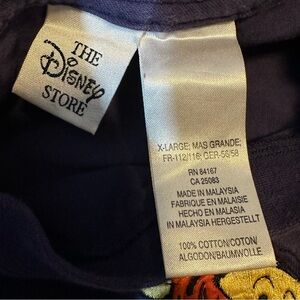 THE
Disney
STORE
X-LARGE; MAS GRANDE;
FR-112/116; GER-56/58
RN 84167
CA 25083
MADE IN MALAYSIA
FABRIQUE EN MALAISIE
HECHO EN MALASIA
IN MALAYSIA HERGESTELLT
100% COTTON/COTON/
ALGODON/BAUMWOLLE